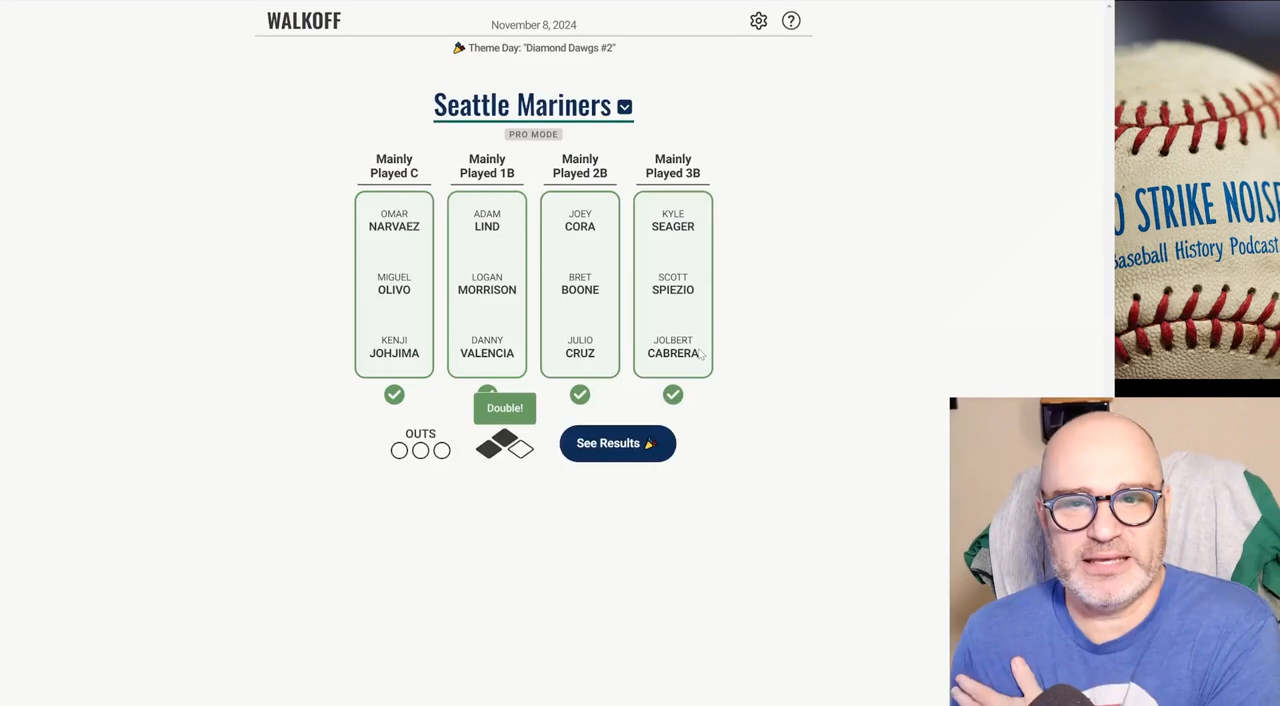 WALKOFF
November 8, 2024
Theme Day: "Diamond Dawgs #2"
Seattle Mariners
PRO MODE
Mainly
Played C
Mainly
Played 1B
Mainly
Played 2B
Mainly
Played 3B
OMAR
NARVAEZ
ADAM
LIND
JOEY
CORA
KYLE
SEAGER
MIGUEL
OLIVO
LOGAN
MORRISON
BRET
BOONE
SCOTT
SPIEZIO
KENJI
JOHJIMA
DANNY
VALENCIA
JULIO
CRUZ
JOLBERT
CABRERA
Double!
OUTS
See Results
STRIKE NOISE
Baseball History Podcast